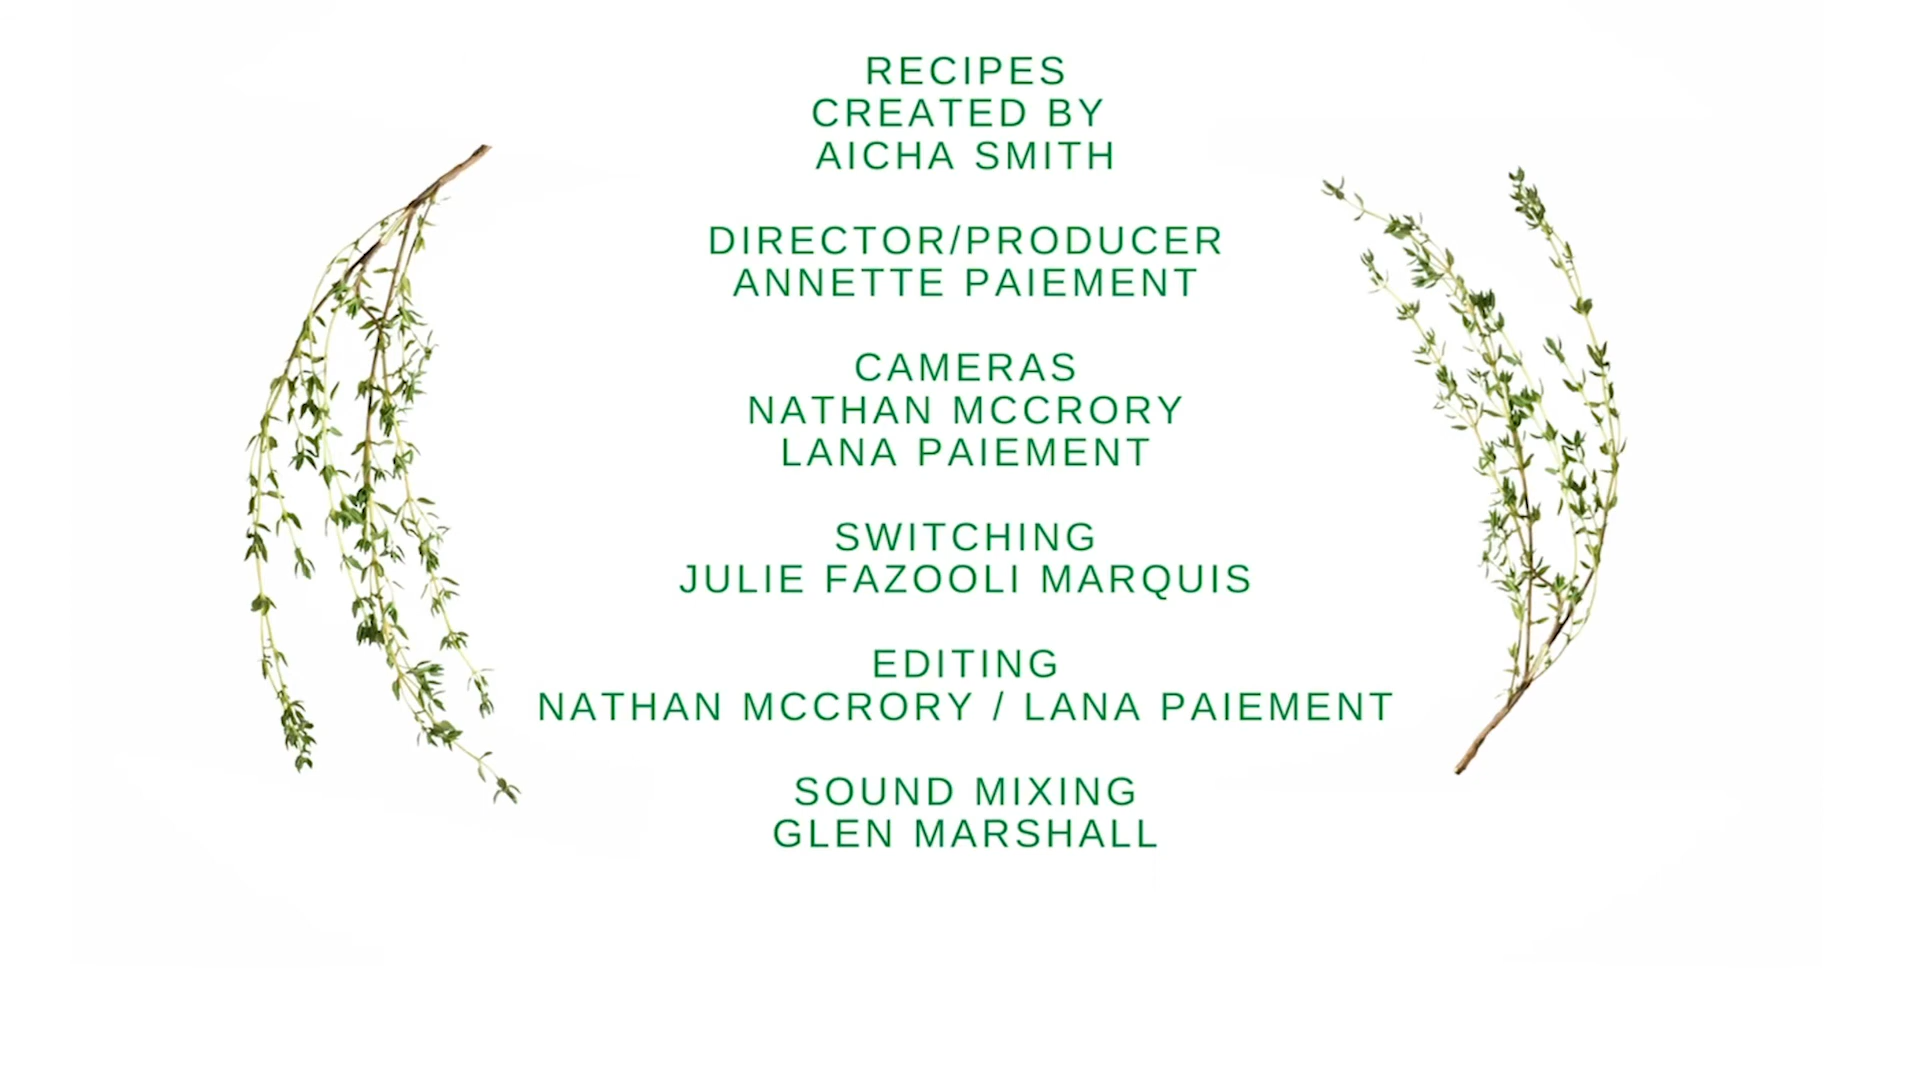 RECIPES
CREATED BY
AICHA SMITH
DIRECTOR/PRODUCER
ANNETTE PAIEMENT
CAMERAS
NATHAN MCCRORY
LANA PAIEMENT
SWITCHING
JULIE FAZOOLI MARQUIS
EDITING
NATHAN MCCRORY / LANA PAIEMENT
SOUND MIXING
GLEN MARSHALL